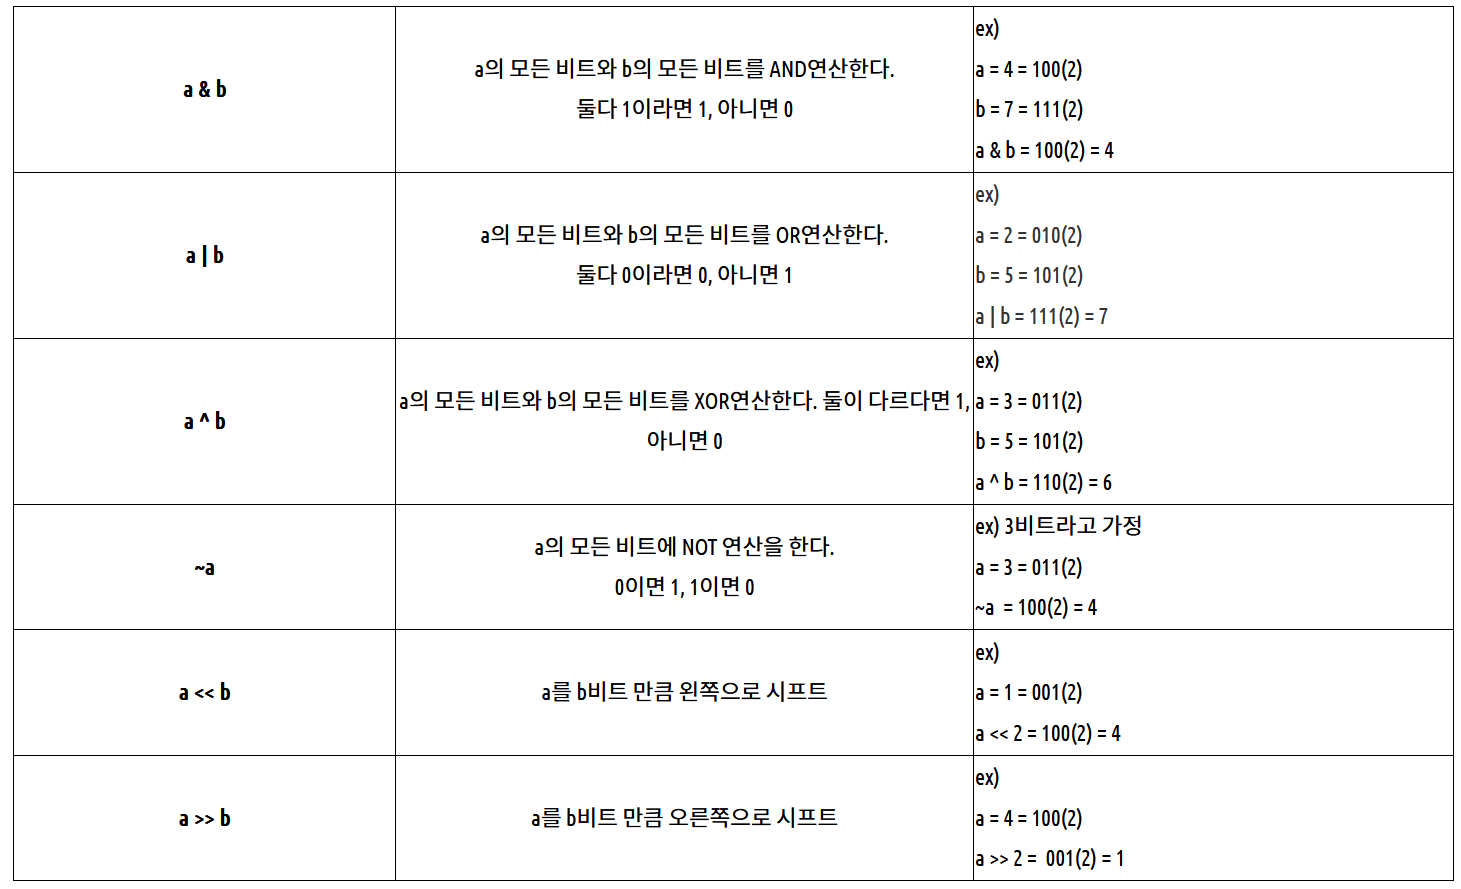 a & b
a의 모든 비트와 b의 모든 비트를 AND연산한다.
둘다 1이라면 1, 아니면 0
ex)
a = 4 = 100(2)
b = 7 = 111(2)
a & b = 100(2) = 4
a | b
a의 모든 비트와 b의 모든 비트를 OR연산한다.
둘다 0이라면 0, 아니면 1
ex)
a = 2 = 010(2)
b = 5 = 101(2)
a | b = 111(2) = 7
a ^ b
a의 모든 비트와 b의 모든 비트를 XOR연산한다. 둘이 다르다면 1,
아니면 0
ex)
a = 3 = 011(2)
b = 5 = 101(2)
a ^ b = 110(2) = 6
~a
a의 모든 비트에 NOT 연산을 한다.
0이면 1, 1이면 0
ex) 3비트라고 가정
a = 3 = 011(2)
~a = 100(2) = 4
a << b
a를 b비트 만큼 왼쪽으로 시프트
ex)
a = 1 = 001(2)
a << 2 = 100(2) = 4
a >> b
a를 b비트 만큼 오른쪽으로 시프트
ex)
a = 4 = 100(2)
a >> 2 = 001(2) = 1